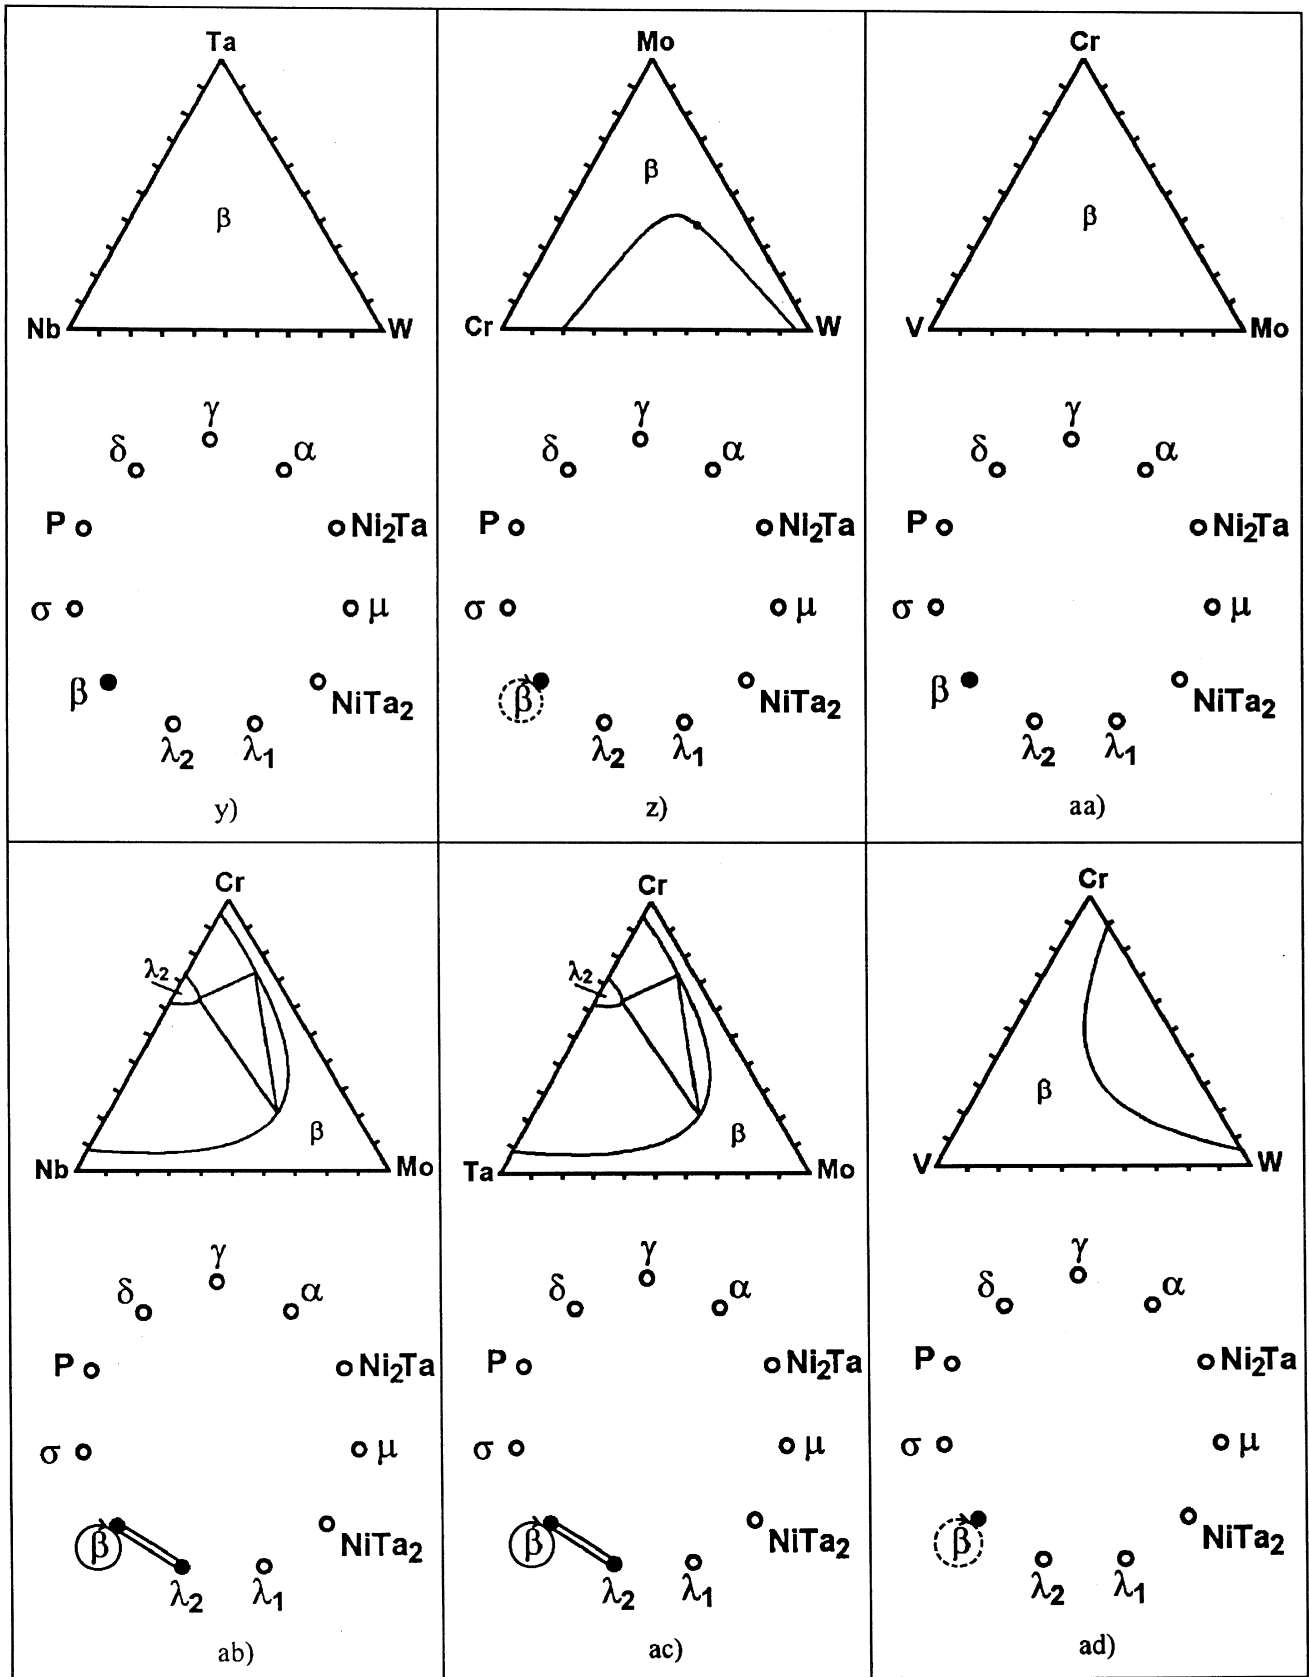 Ta
β
Nb W
γ
δ α
P Ni₂Ta
σ μ
β NiTa₂
λ₂ λ₁
y)
Mo
β
Cr W
γ
δ α
P Ni₂Ta
σ μ
β NiTa₂
λ₂ λ₁
z)
Cr
β
V Mo
γ
δ α
P Ni₂Ta
σ μ
β NiTa₂
λ₂ λ₁
aa)
Cr
λ₂
β
Nb Mo
γ
δ α
P Ni₂Ta
σ μ
β NiTa₂
λ₂ λ₁
ab)
Cr
λ₂
β
Ta Mo
γ
δ α
P Ni₂Ta
σ μ
β NiTa₂
λ₂ λ₁
ac)
Cr
β
V W
γ
δ α
P Ni₂Ta
σ μ
β NiTa₂
λ₂ λ₁
ad)